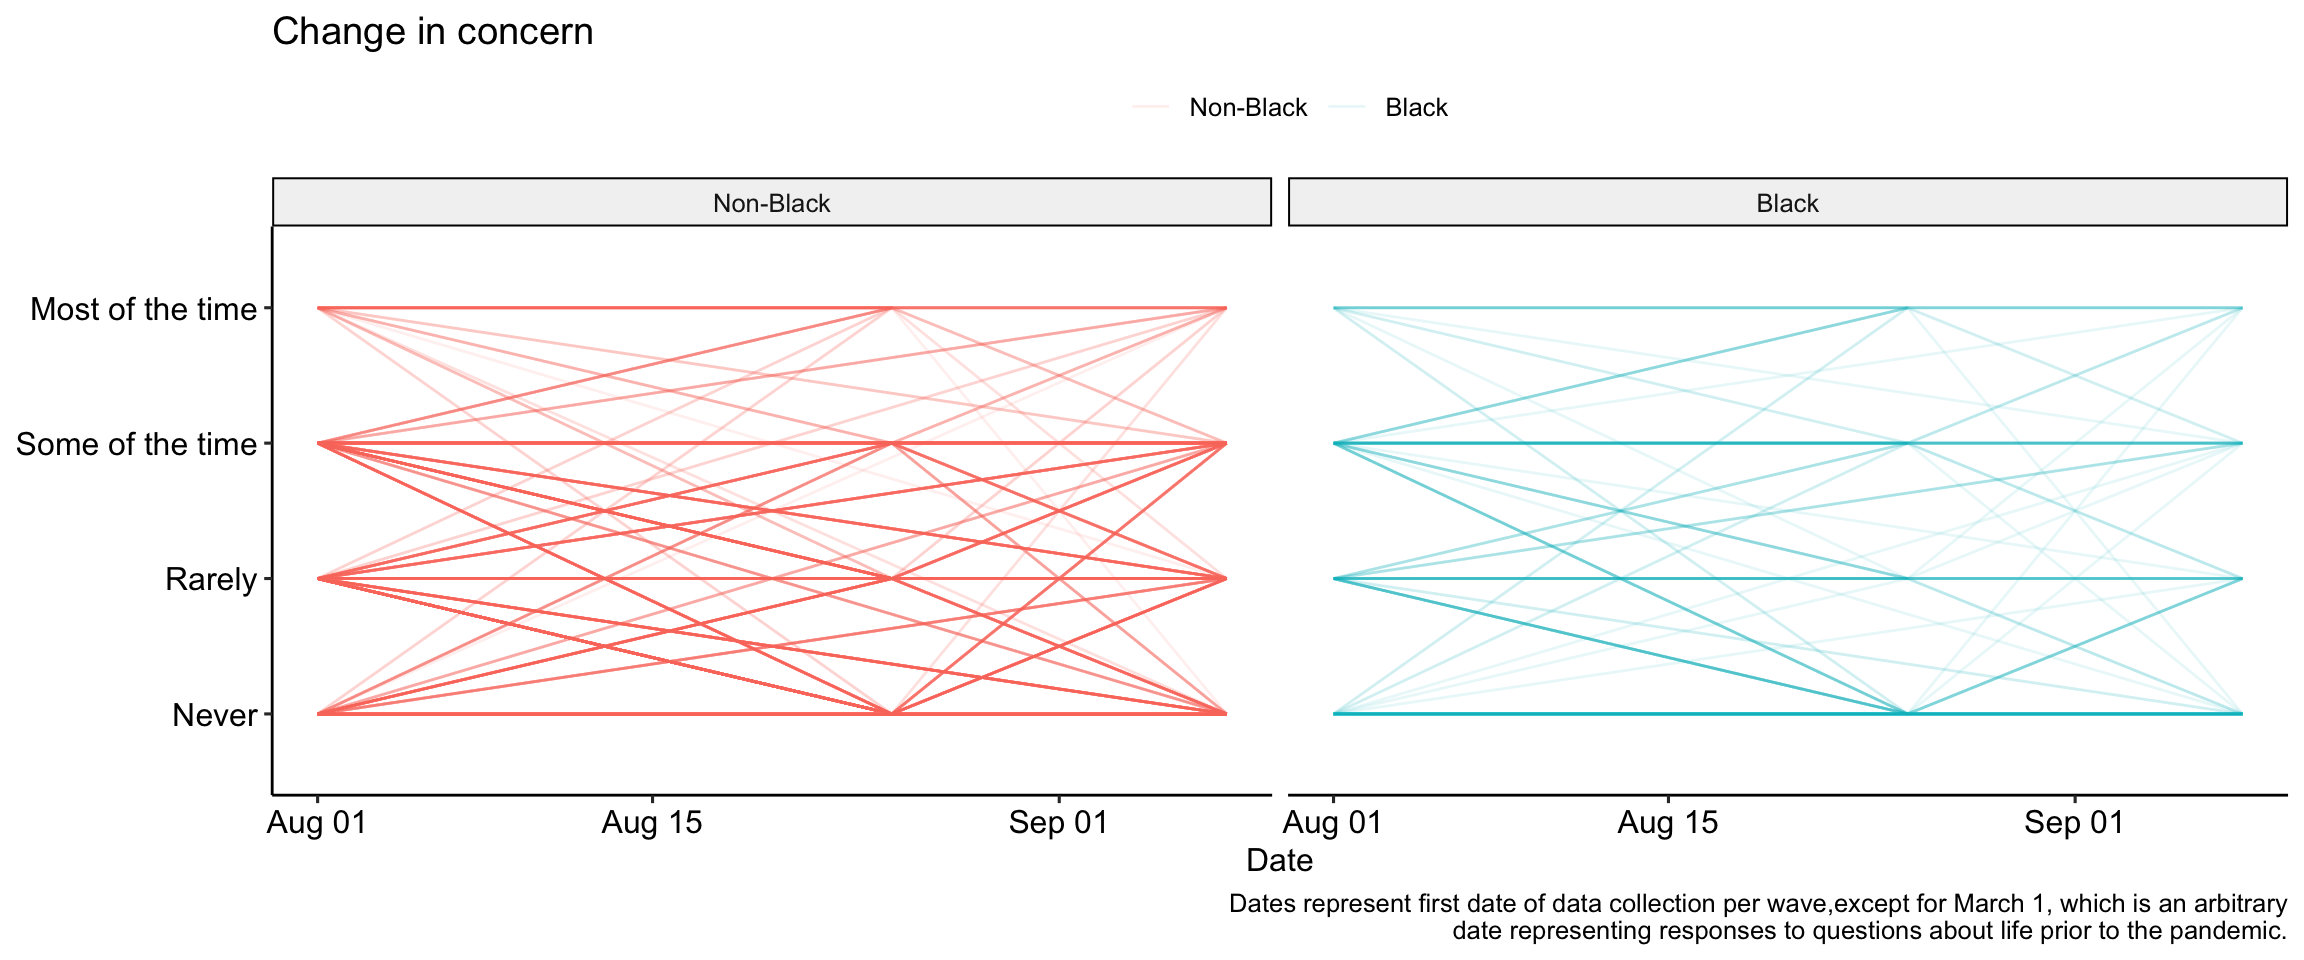 Change in concern
Non-Black Black
Non-Black Black
Most of the time
Some of the time
Rarely
Never
Aug 01 Aug 15 Sep 01 Aug 01 Aug 15 Sep 01
Date
Dates represent first date of data collection per wave,except for March 1, which is an arbitrary
date representing responses to questions about life prior to the pandemic.